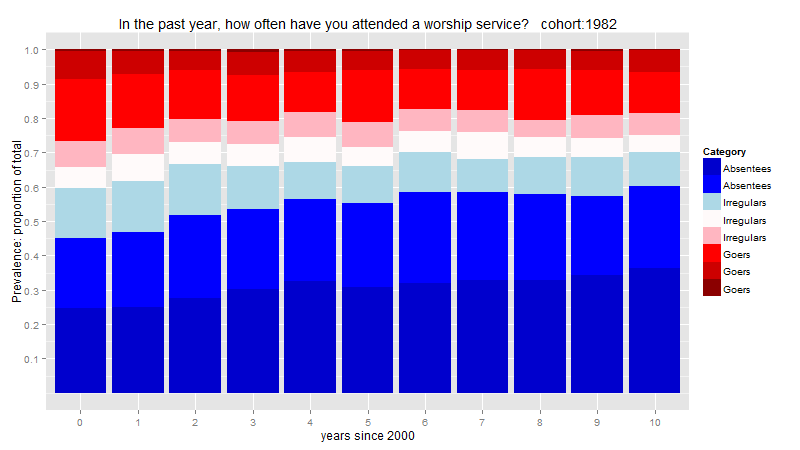 In the past year, how often have you attended a worship service?   cohort:1982
Prevalence: proportion of total
1.0
0.9
0.8
0.7
0.6
0.5
0.4
0.3
0.2
0.1
0 1 2 3 4 5 6 7 8 9 10
years since 2000
Category
Absentees
Absentees
Irregulars
Irregulars
Irregulars
Goers
Goers
Goers